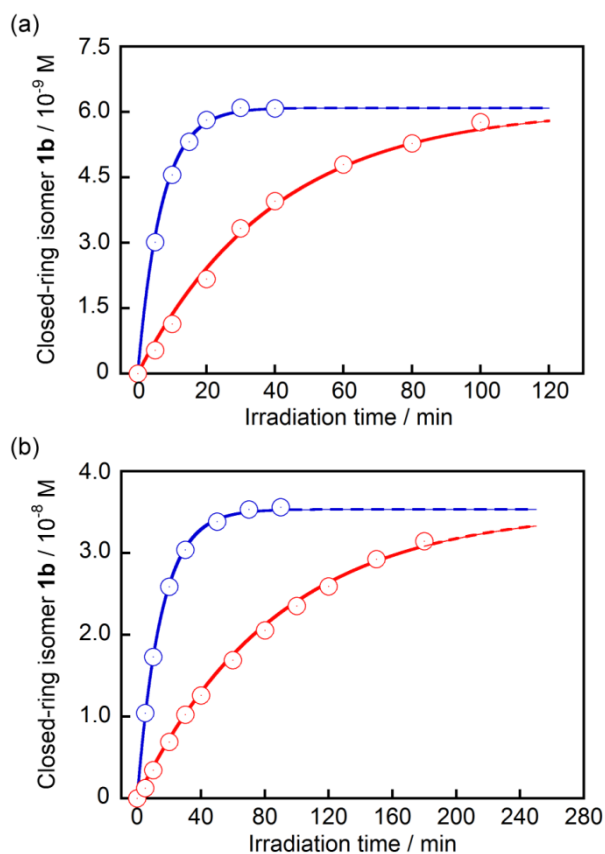 (a)
7.5
6.0
4.5
3.0
1.5
0
Closed-ring isomer 1b / 10⁻⁹ M
0 20 40 60 80 100 120
Irradiation time / min
(b)
4.0
3.0
2.0
1.0
0
Closed-ring isomer 1b / 10⁻⁸ M
0 40 80 120 160 200 240 280
Irradiation time / min